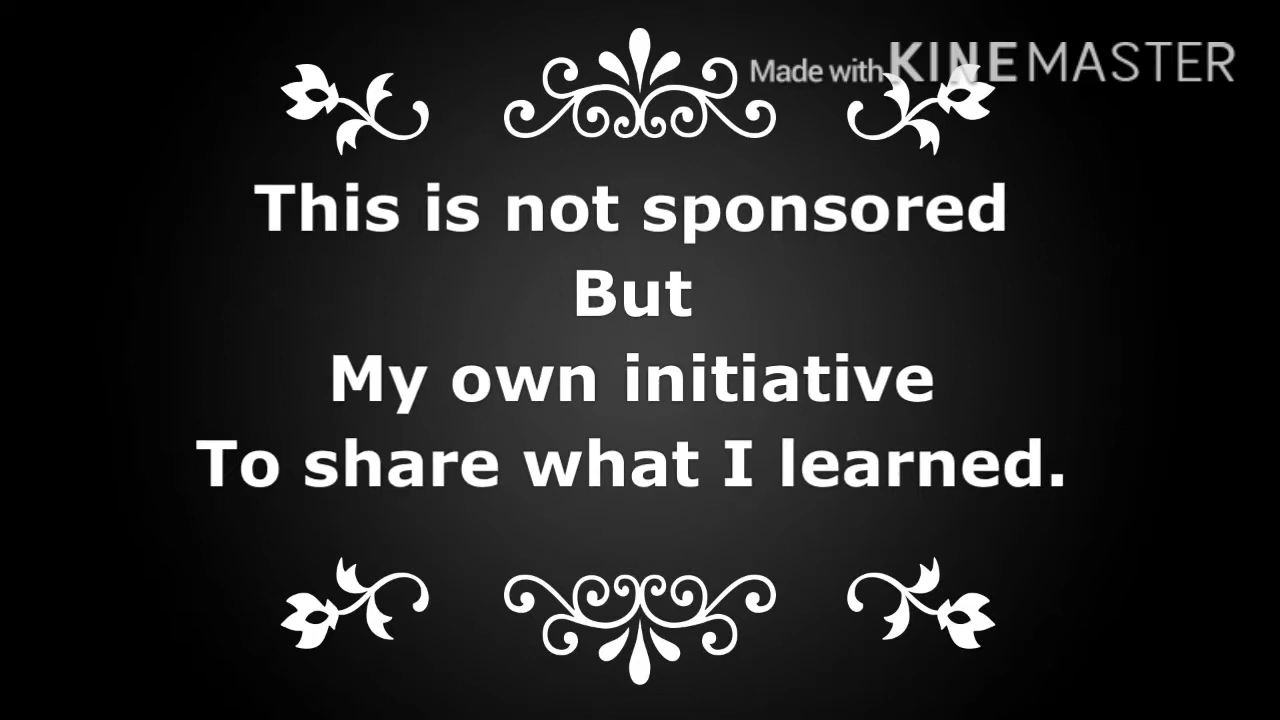 Made with KINEMASTER
This is not sponsored
But
My own initiative
To share what I learned.